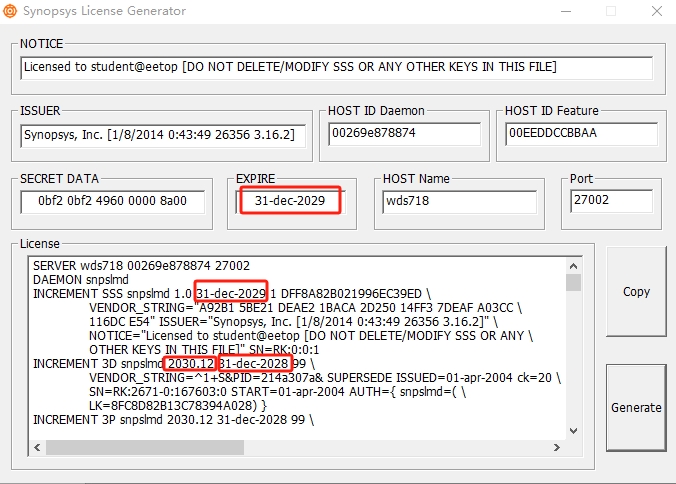 Synopsys License Generator
NOTICE
Licensed to student@eetop [DO NOT DELETE/MODIFY SSS OR ANY OTHER KEYS IN THIS FILE]
ISSUER
Synopsys, Inc. [1/8/2014 0:43:49 26356 3.16.2]
HOST ID Daemon
00269e878874
HOST ID Feature
00EEDDCCBBAA
SECRET DATA
0bf2 0bf2 4960 0000 8a00
EXPIRE
31-dec-2029
HOST Name
wds718
Port
27002
License
SERVER wds718 00269e878874 27002
DAEMON snpslmd
INCREMENT SSS snpslmd 1.0 31-dec-2029 1 DFF8A82B021996EC39ED \
VENDOR_STRING="A92B1 5BE21 DEAE2 1BACA 2D250 14FF3 7DEAF A03CC \
116DC E54" ISSUER="Synopsys, Inc. [1/8/2014 0:43:49 26356 3.16.2]" \
NOTICE="Licensed to student@eetop [DO NOT DELETE/MODIFY SSS OR ANY \
OTHER KEYS IN THIS FILE]" SN=RK:0:0:1
INCREMENT 3D snpslmd 2030.12 31-dec-2028 99 \
VENDOR_STRING=^1+S&PID=214a307a& SUPERSEDE ISSUED=01-apr-2004 ck=20 \
SN=RK:2671-0:167603:0 START=01-apr-2004 AUTH={ snpslmd=( \
LK=8FC8D82B13C78394A028) }
INCREMENT 3P snpslmd 2030.12 31-dec-2028 99 \
Copy
Generate